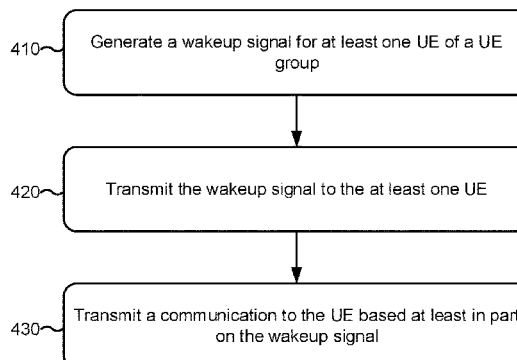 410
Generate a wakeup signal for at least one UE of a UE
group
420
Transmit the wakeup signal to the at least one UE
430
Transmit a communication to the UE based at least in part
on the wakeup signal